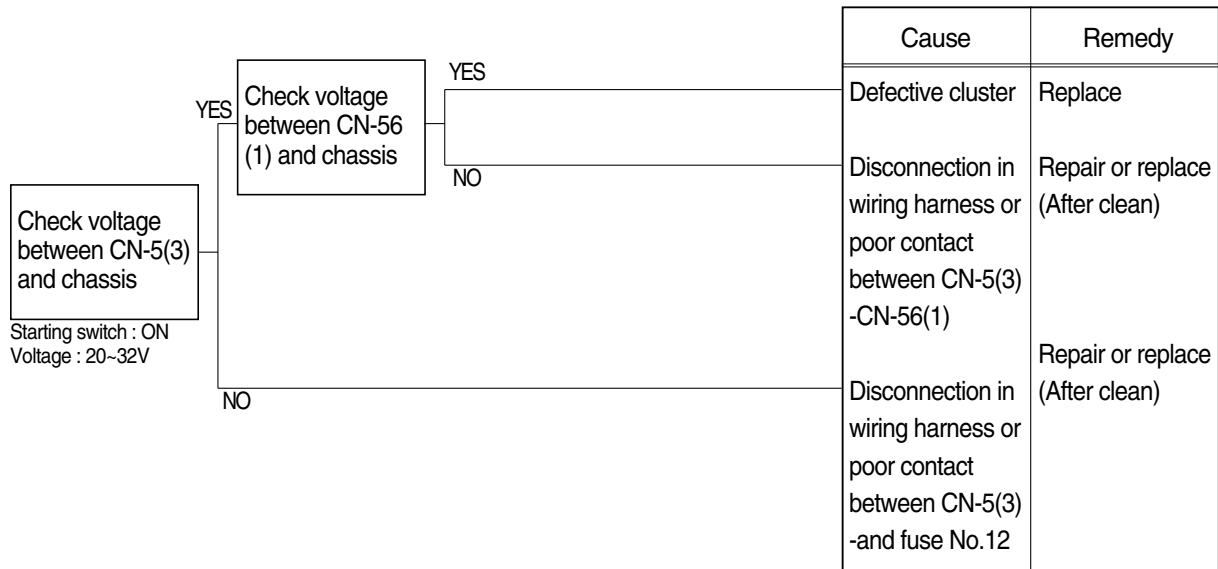 Check voltage
between CN-5(3)
and chassis
Starting switch : ON
Voltage : 20~32V
YES
NO
Check voltage
between CN-56
(1) and chassis
YES
NO
Cause
Remedy
Defective cluster
Replace
Disconnection in
wiring harness or
poor contact
between CN-5(3)
-CN-56(1)
Repair or replace
(After clean)
Disconnection in
wiring harness or
poor contact
between CN-5(3)
-and fuse No.12
Repair or replace
(After clean)